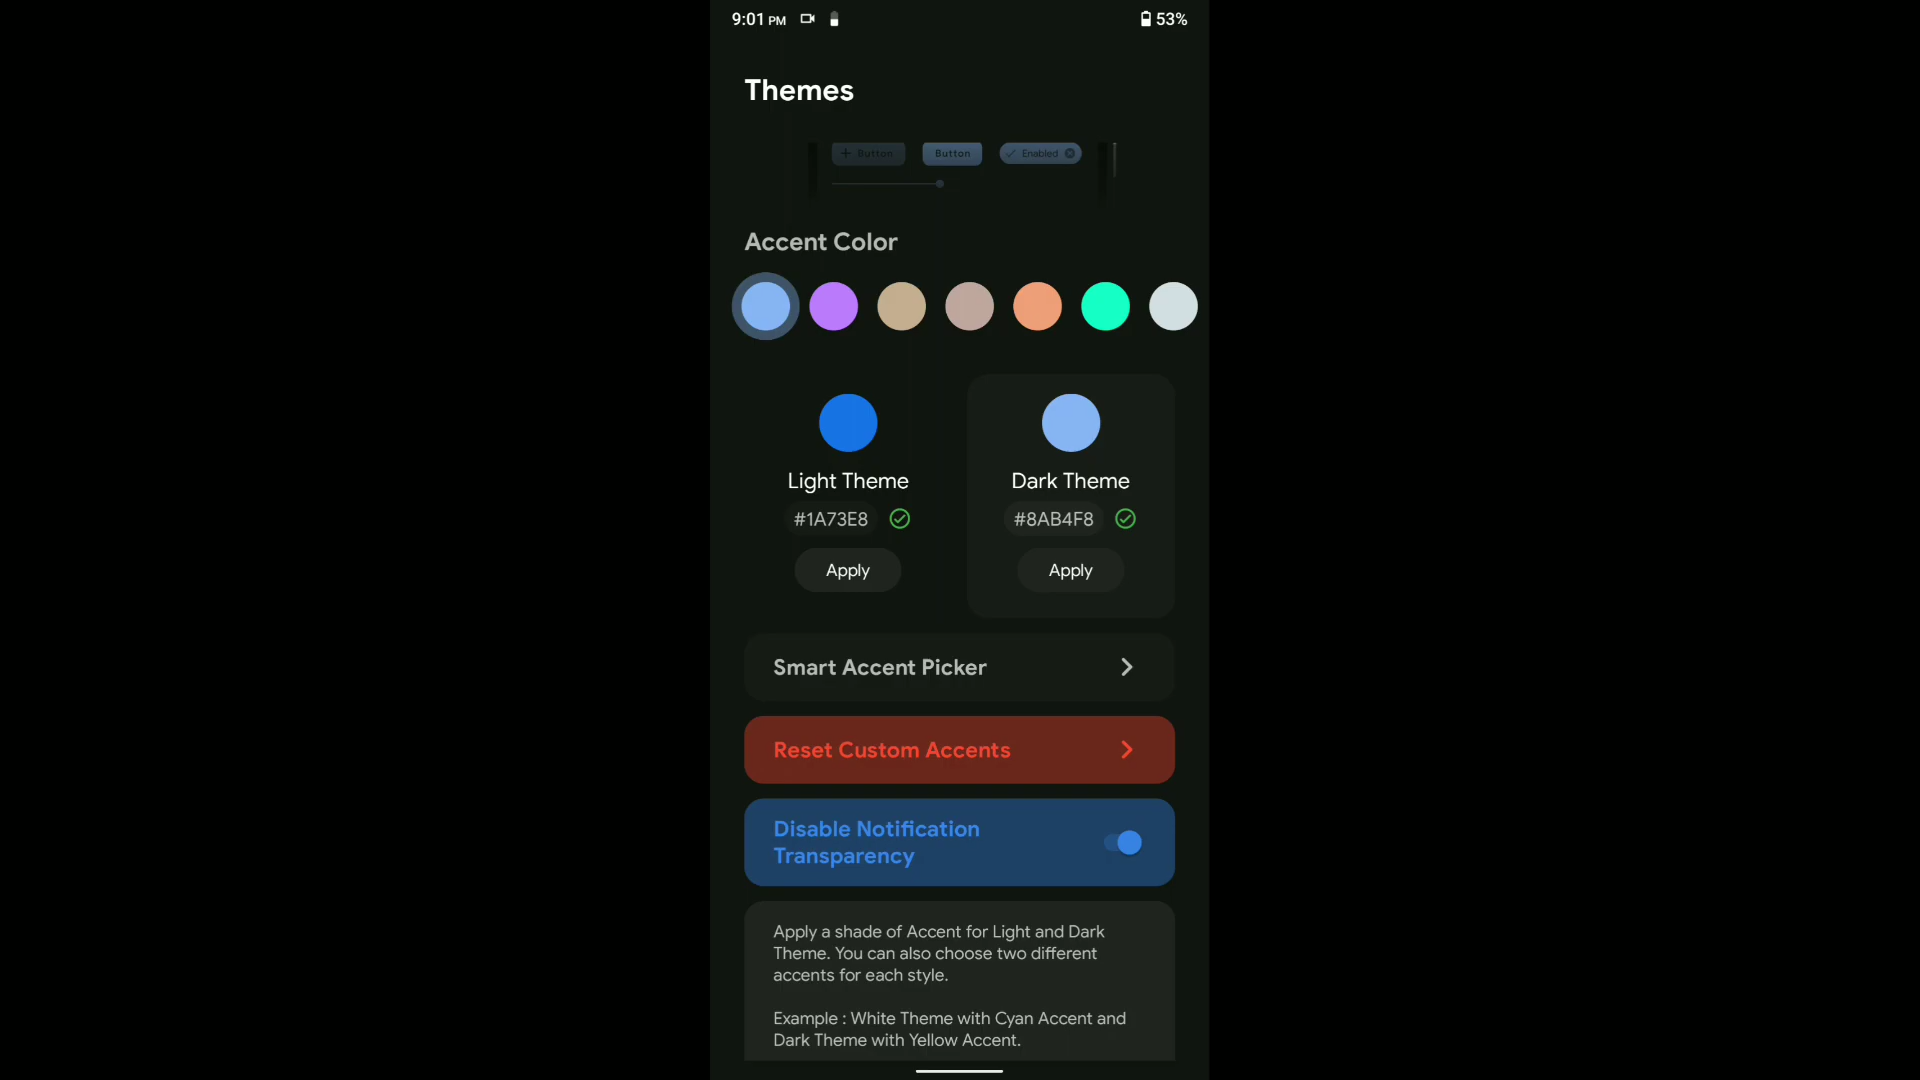 9:01 PM
53%
Themes
+ Button
Button
Enabled
Accent Color
Light Theme
Dark Theme
#1A73E8
#8AB4F8
Apply
Apply
Smart Accent Picker
Reset Custom Accents
Disable Notification
Transparency
Apply a shade of Accent for Light and Dark
Theme. You can also choose two different
accents for each style.
Example : White Theme with Cyan Accent and
Dark Theme with Yellow Accent.